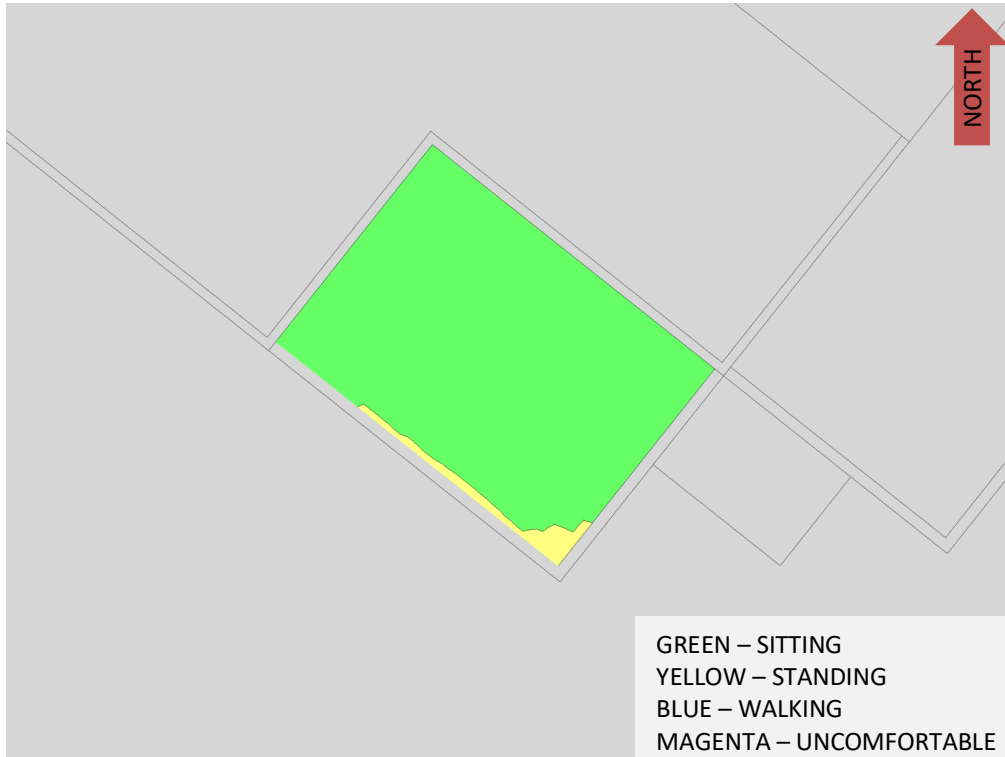 NORTH
GREEN – SITTING
YELLOW – STANDING
BLUE – WALKING
MAGENTA – UNCOMFORTABLE